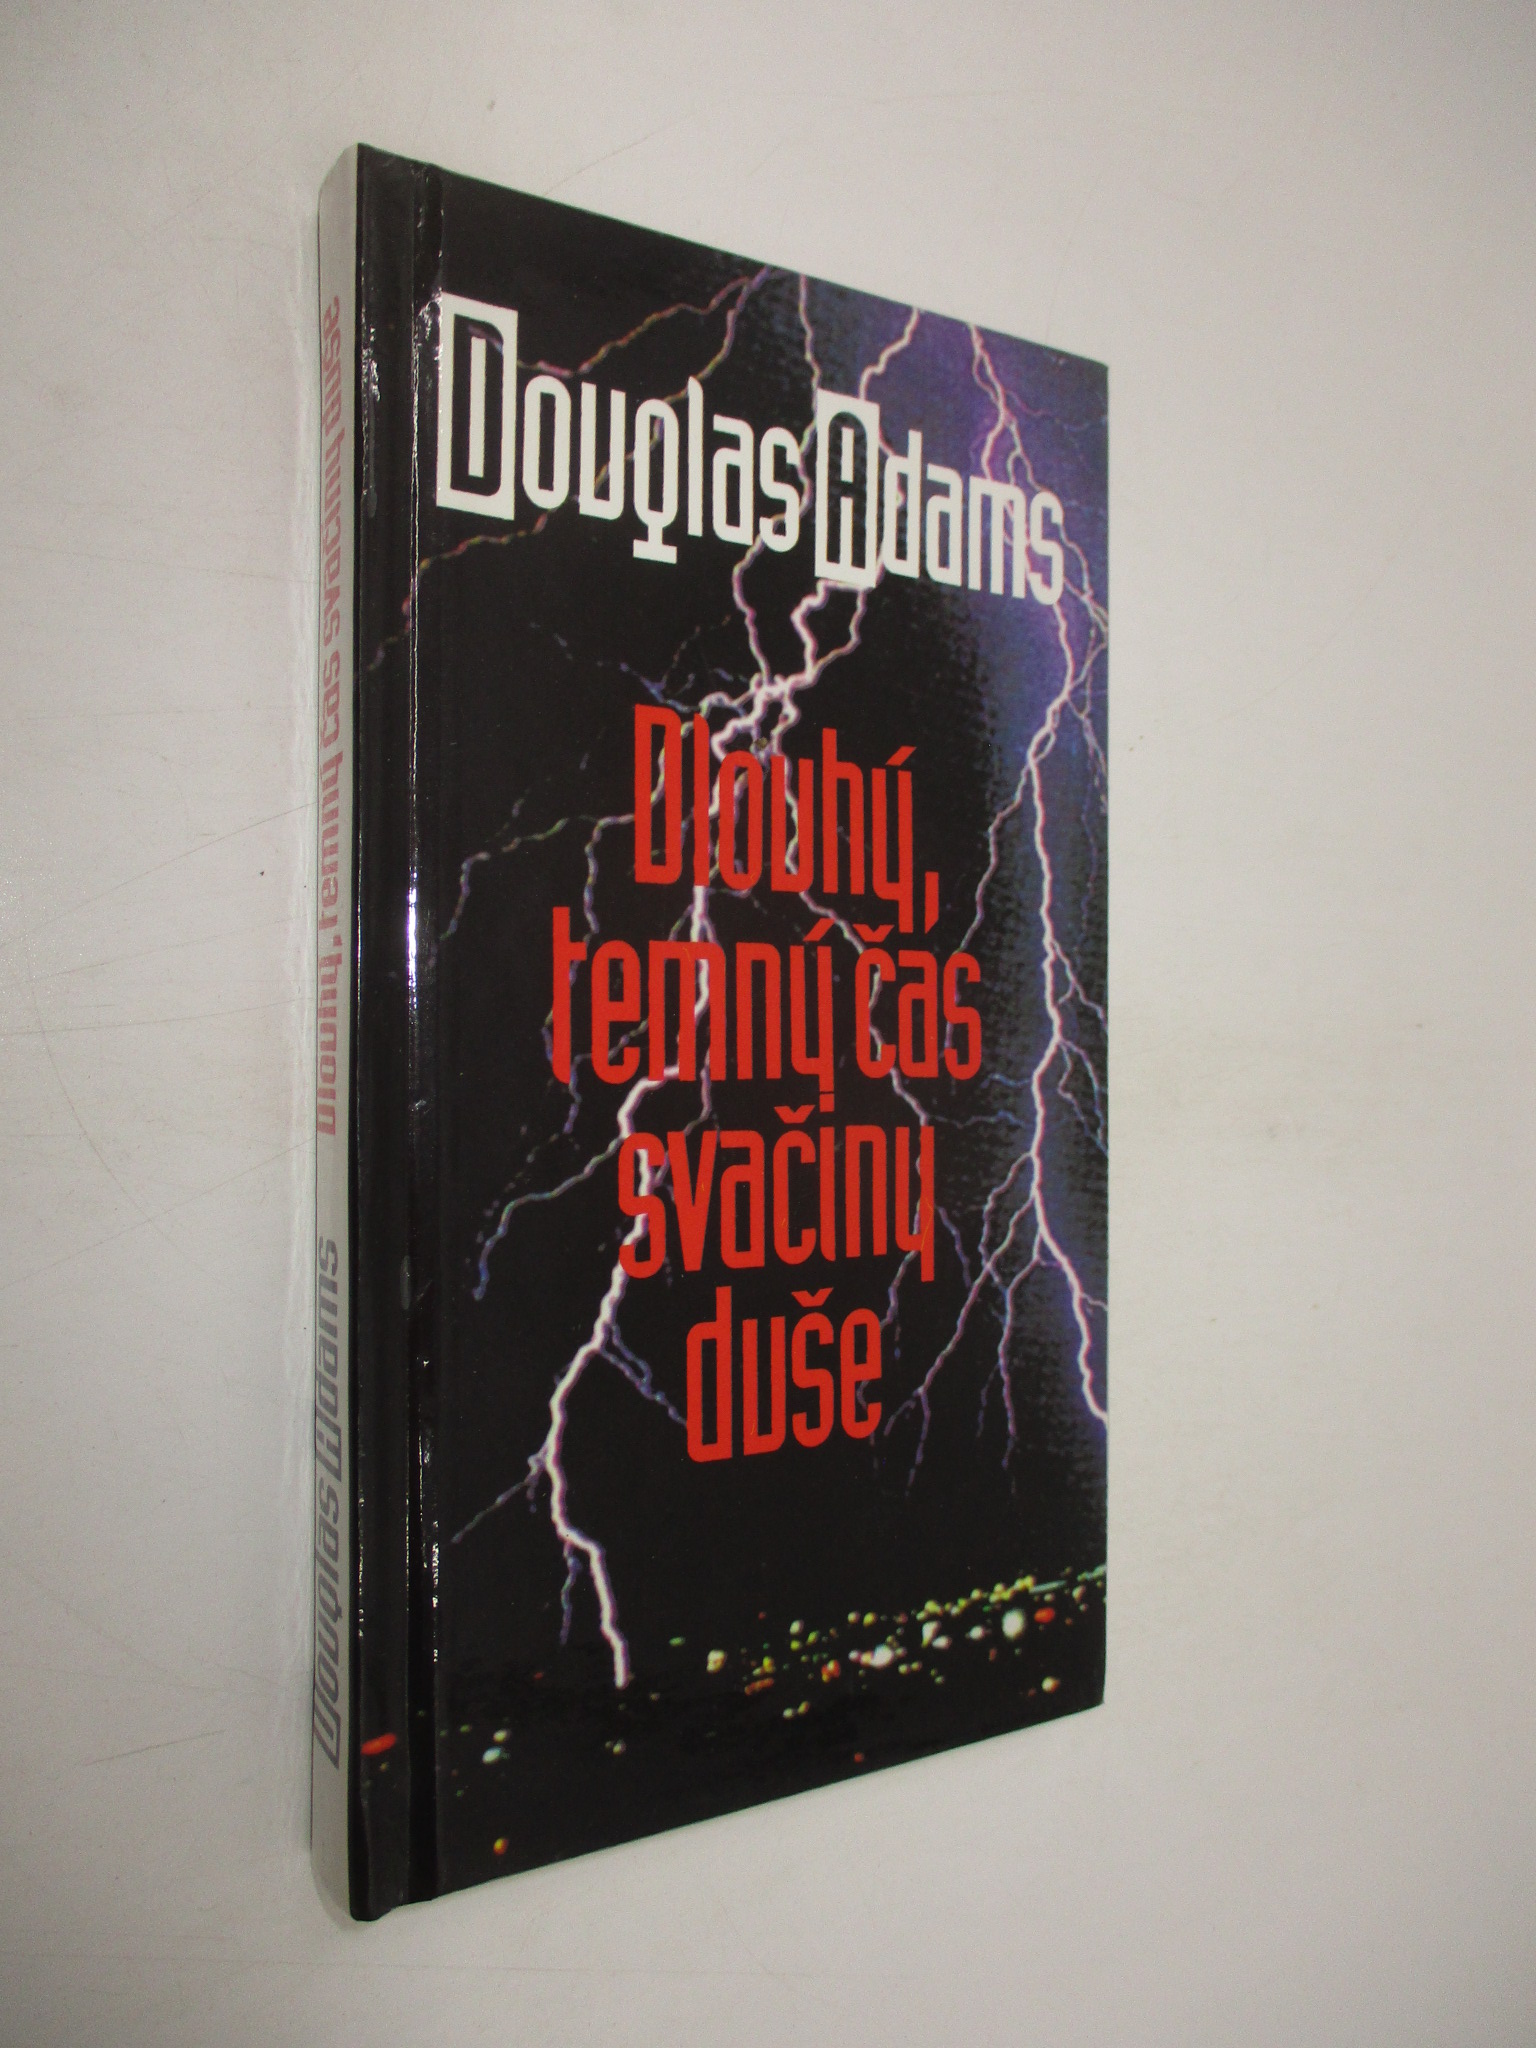 Douglas Adams
Dlouhý,
temný čas
svačiny
duše
Douglas Adams Dlouhý, temný čas svačiny duše